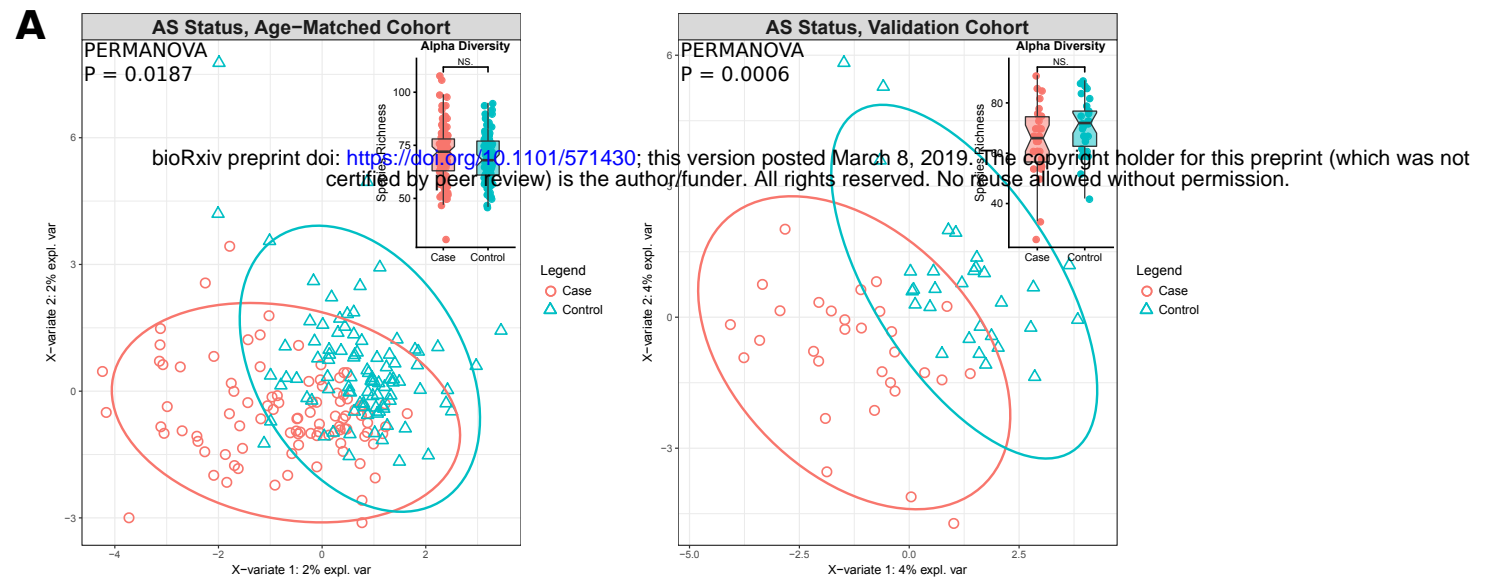 A
AS Status, Age−Matched Cohort
PERMANOVA
P = 0.0187
Alpha Diversity
NS.
100
75
50
Species Richness
Case
Control
6
3
0
−3
X−variate 2: 2% expl. var
−4
−2
0
2
X−variate 1: 2% expl. var
Legend
Case
Control
AS Status, Validation Cohort
PERMANOVA
P = 0.0006
Alpha Diversity
NS.
80
60
40
Species Richness
Case
Control
6
3
0
−3
X−variate 2: 4% expl. var
−5.0
−2.5
0.0
2.5
X−variate 1: 4% expl. var
Legend
Case
Control
bioRxiv preprint doi: https://doi.org/10.1101/571430; this version posted March 8, 2019. The copyright holder for this preprint (which was not
certified by peer review) is the author/funder. All rights reserved. No reuse allowed without permission.